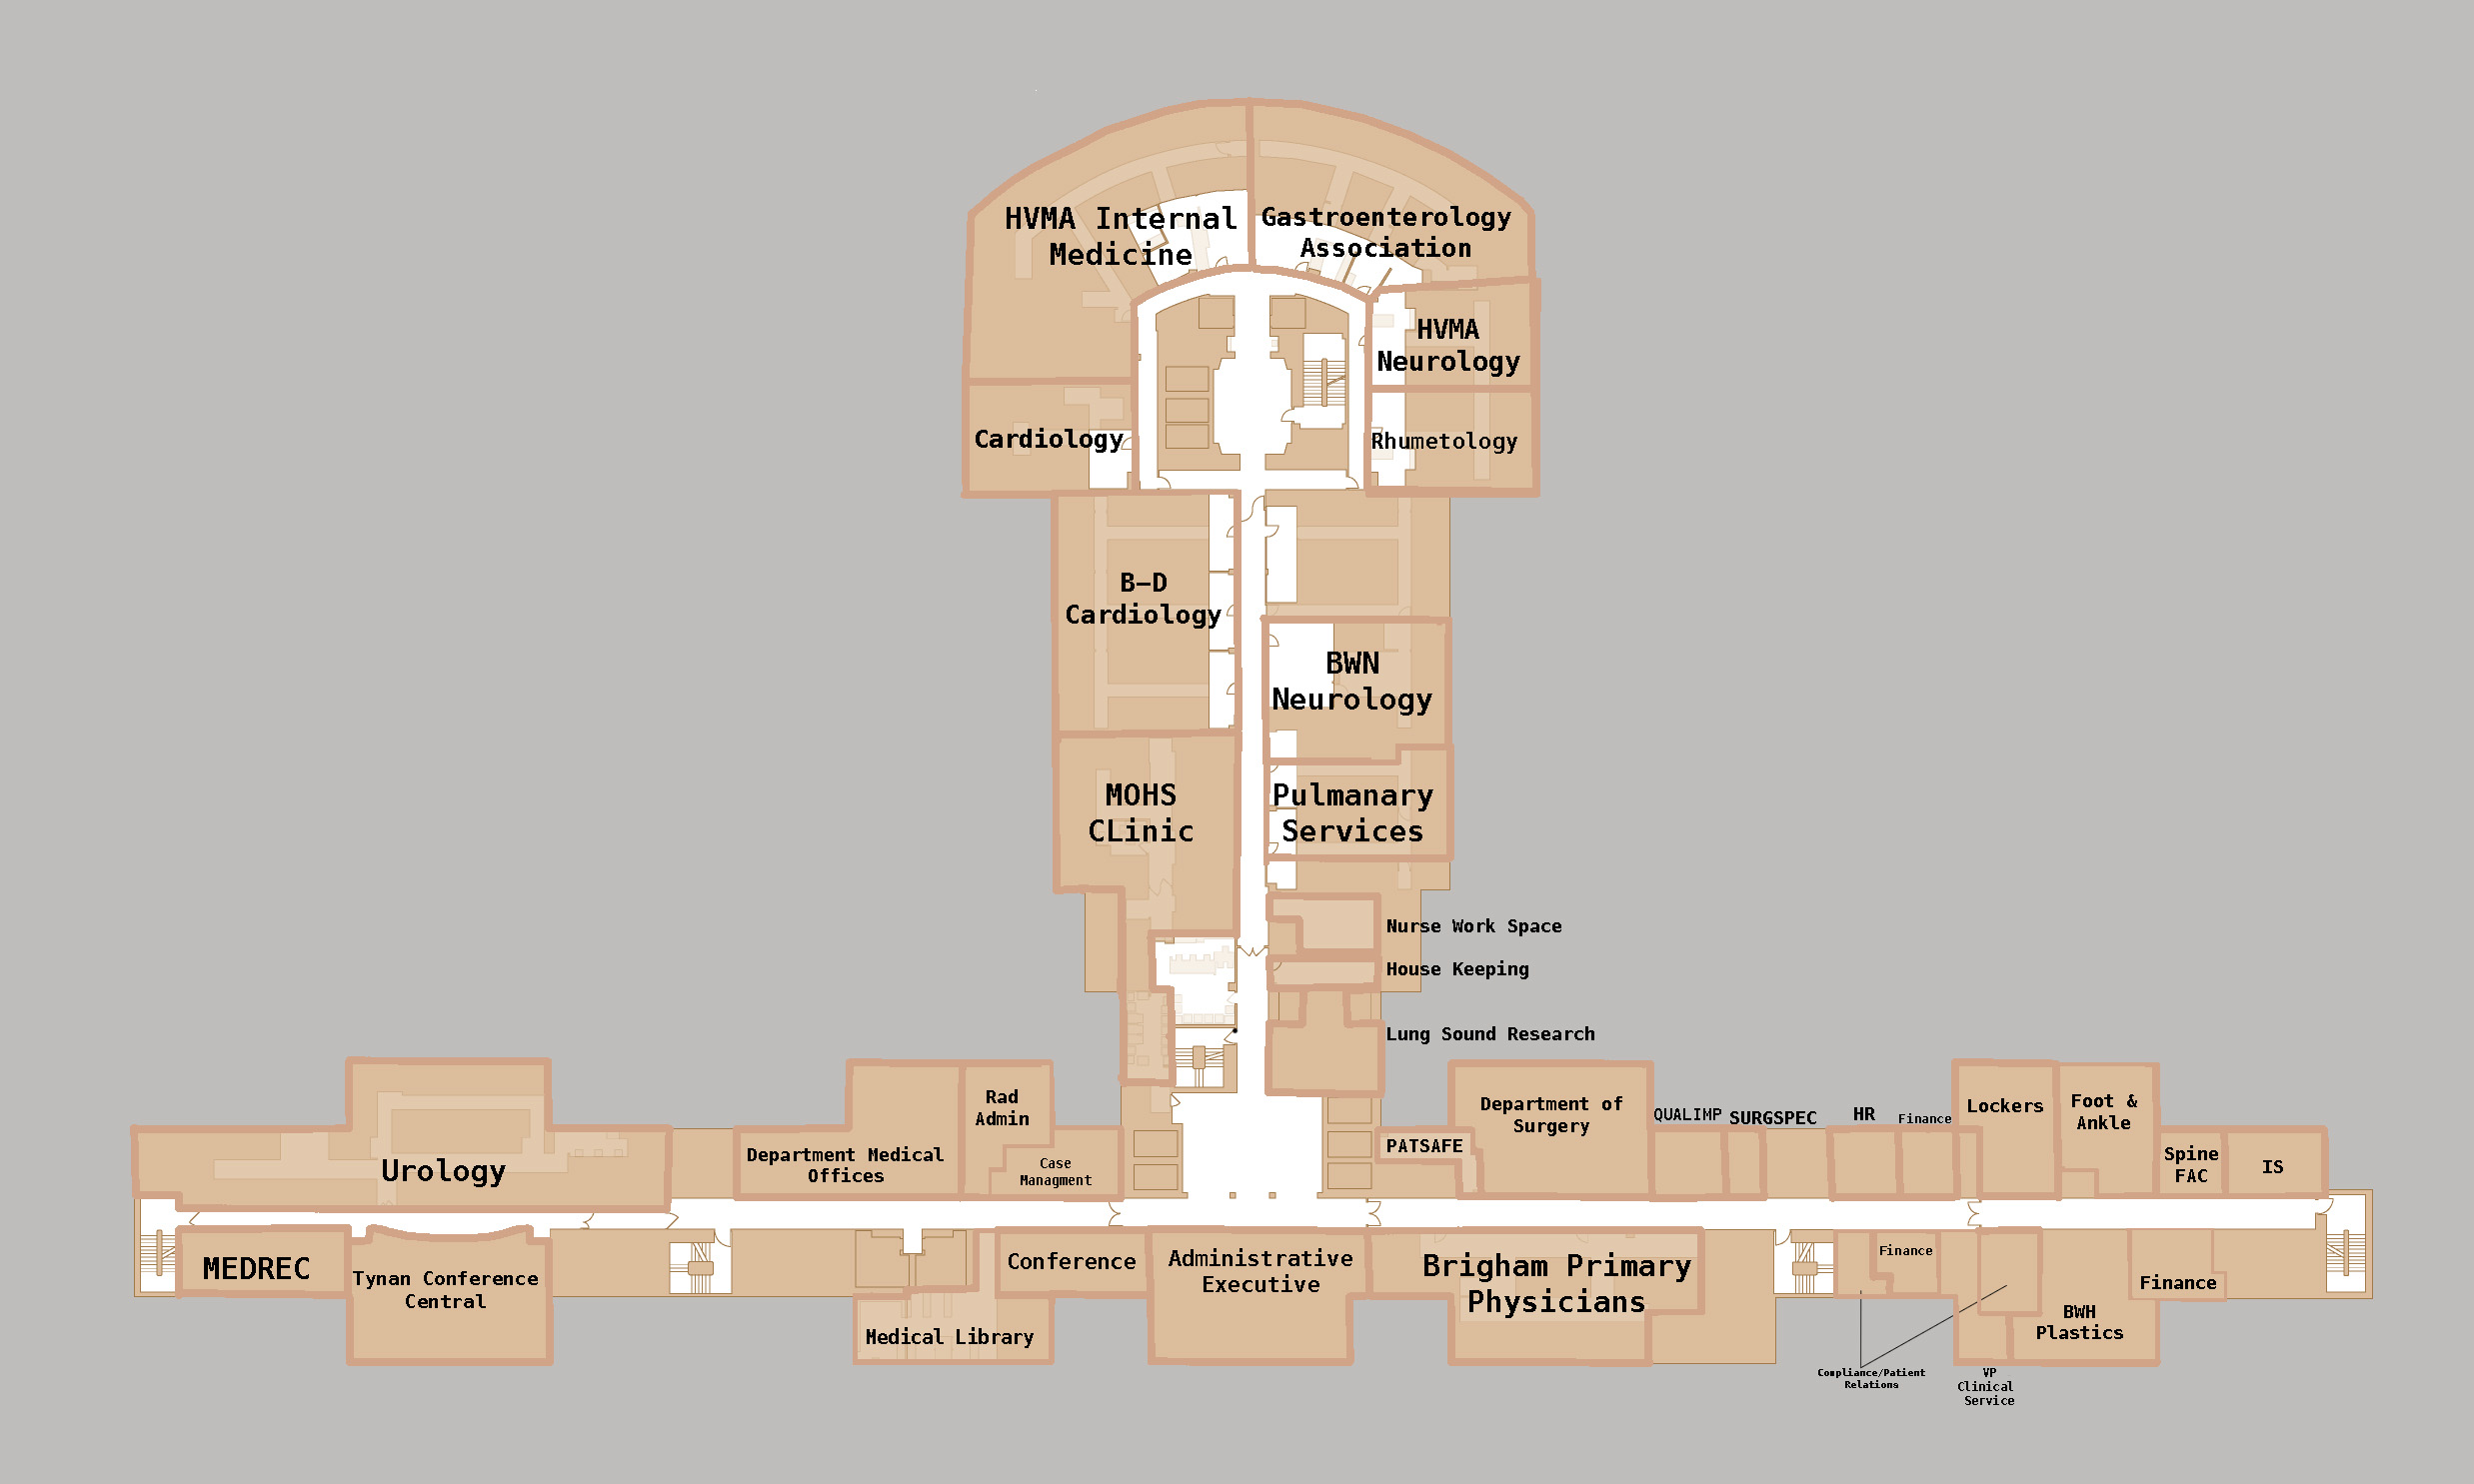 HVMA Internal
Medicine
Gastroenterology
Association
HVMA
Neurology
Cardiology
Rhumetology
B–D
Cardiology
BWN
Neurology
MOHS
CLinic
Pulmanary
Services
Nurse Work Space
House Keeping
Lung Sound Research
Urology
Department Medical
Offices
Rad
Admin
Case
Managment
PATSAFE
Department of
Surgery
QUALIMP
SURGSPEC
HR
Finance
Lockers
Foot &
Ankle
Spine
FAC
IS
MEDREC
Tynan Conference
Central
Medical Library
Conference
Administrative
Executive
Brigham Primary
Physicians
Finance
Compliance/Patient
Relations
VP
Clinical
Service
BWH
Plastics
Finance